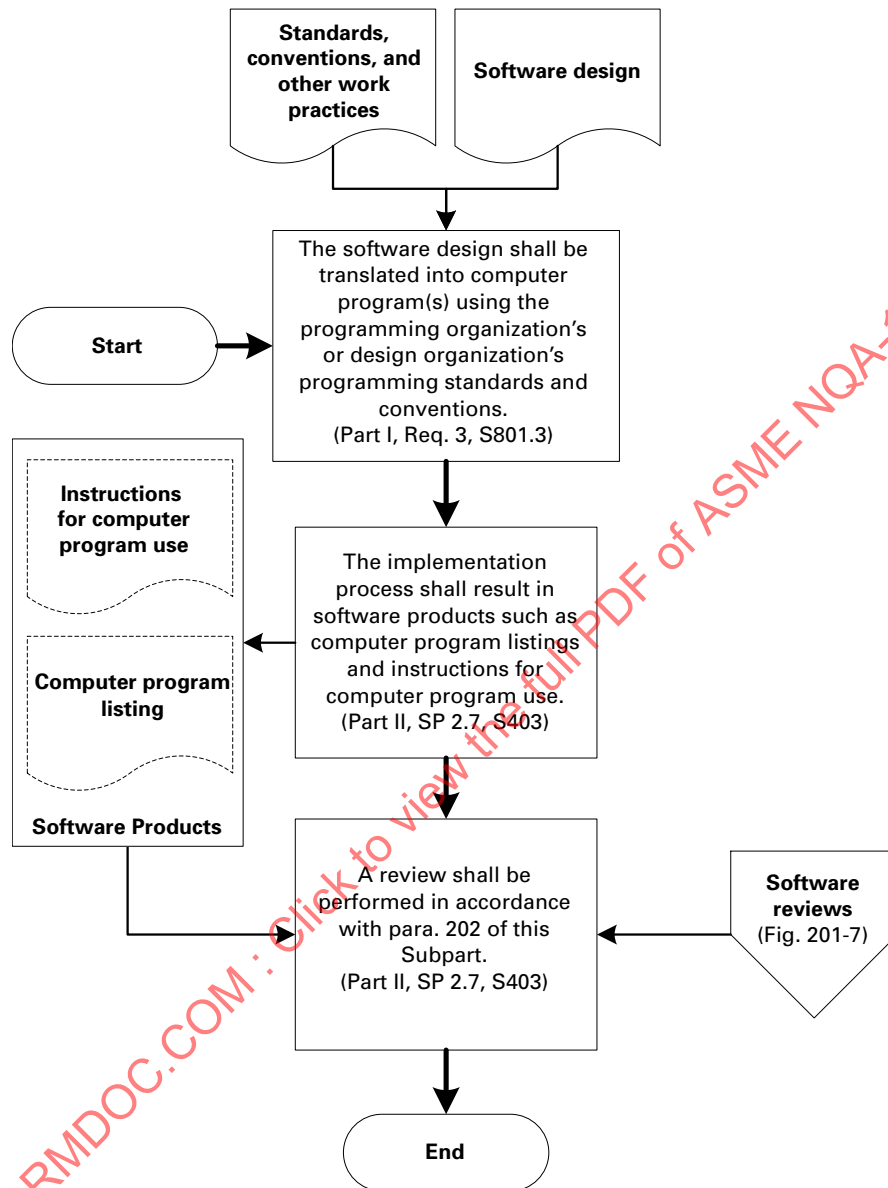 Standards,
conventions, and
other work
practices
Software design
The software design shall be
translated into computer
program(s) using the
programming organization's
or design organization's
programming standards and
conventions.
(Part I, Req. 3, S801.3)
Start
Instructions
for computer
program use
Computer program
listing
Software Products
The implementation
process shall result in
software products such as
computer program listings
and instructions for
computer program use.
(Part II, SP 2.7, S403)
A review shall be
performed in accordance
with para. 202 of this
Subpart.
(Part II, SP 2.7, S403)
Software
reviews
(Fig. 201-7)
End
RMDOC.COM : Click to view the full PDF of ASME NQA-1